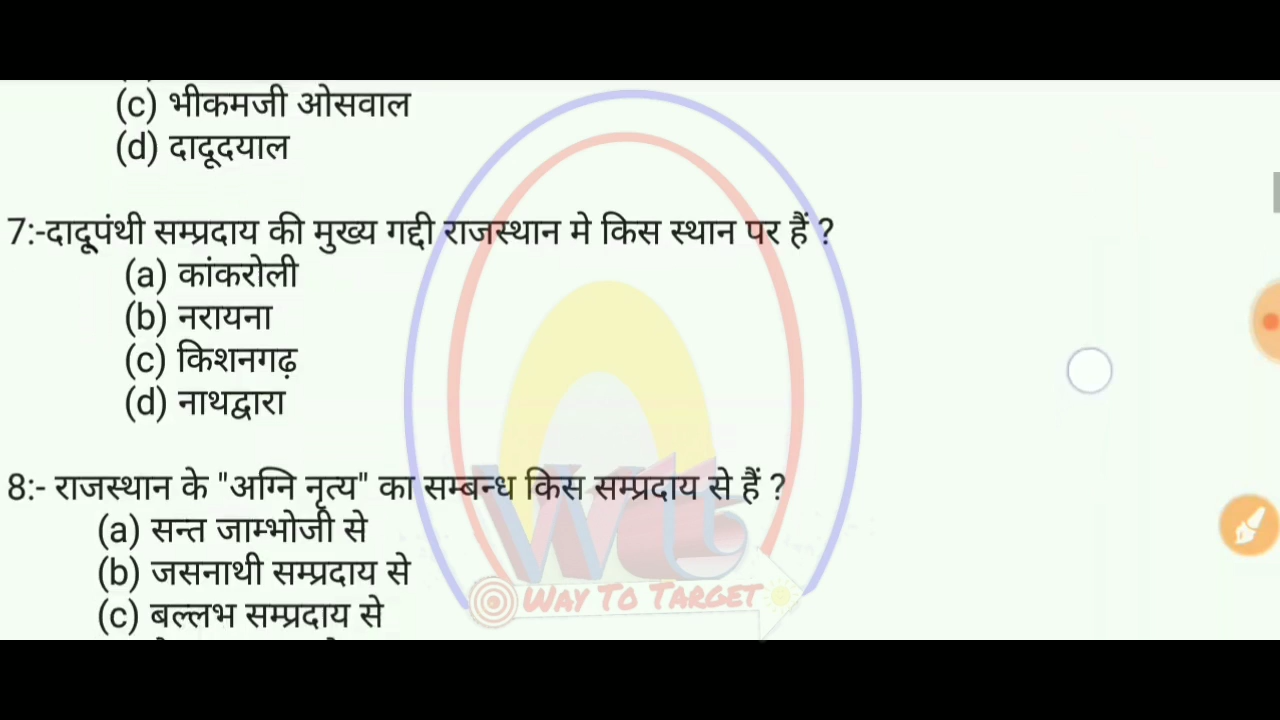 (c) भीकमजी ओसवाल
(d) दादूदयाल
7:-दादूपंथी सम्प्रदाय की मुख्य गद्दी राजस्थान मे किस स्थान पर हैं ?
(a) कांकरोली
(b) नरायना
(c) किशनगढ़
(d) नाथद्वारा
8:- राजस्थान के "अग्नि नृत्य" का सम्बन्ध किस सम्प्रदाय से हैं ?
(a) सन्त जाम्भोजी से
(b) जसनाथी सम्प्रदाय से
(c) बल्लभ सम्प्रदाय से
Wtt
WAY TO TARGET